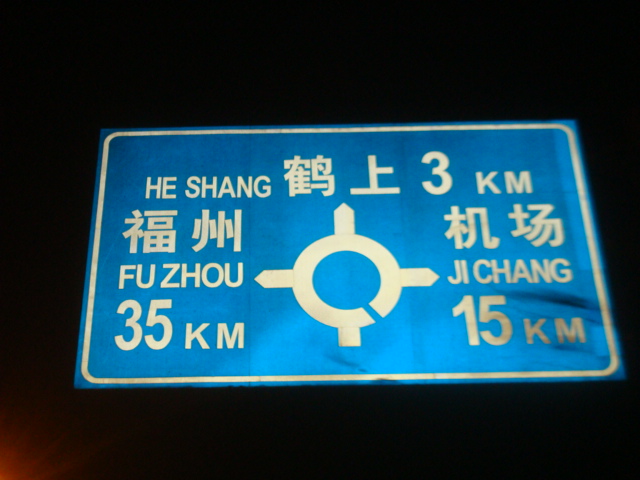 HE SHANG 鹤上 3 KM
福州
FU ZHOU
35 KM
机场
JI CHANG
15 KM